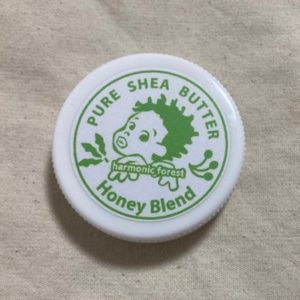 PURE SHEA BUTTER
harmonic forest
Honey Blend